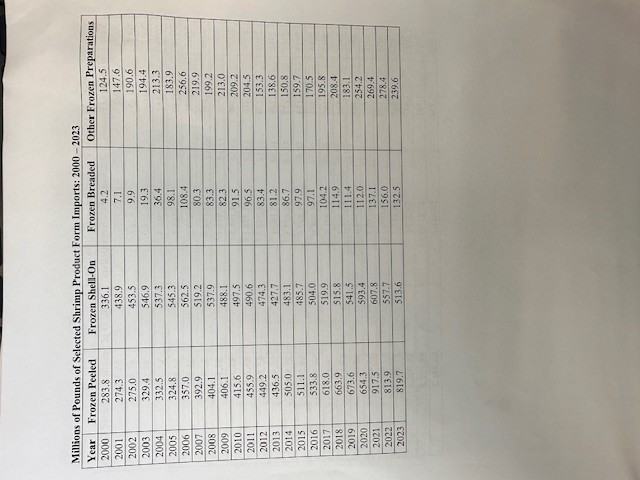 Millions of Pounds of Selected Shrimp Product Form Imports: 2000 – 2023
Year Frozen Peeled Frozen Shell-On Frozen Breaded Other Frozen Preparations
2000 283.8 336.1 4.2 124.5
2001 274.3 438.9 7.1 147.6
2002 275.0 453.5 9.9 190.6
2003 329.4 546.9 19.3 194.4
2004 332.5 537.3 36.4 213.3
2005 324.8 545.3 98.1 183.9
2006 357.0 562.5 108.4 256.6
2007 392.9 519.2 80.3 219.9
2008 404.1 537.9 83.3 199.2
2009 406.1 488.1 82.3 213.0
2010 415.6 497.5 91.5 209.2
2011 455.9 490.6 96.5 204.5
2012 449.2 474.3 83.4 153.3
2013 436.5 427.7 81.2 138.6
2014 505.0 483.1 86.7 150.8
2015 511.1 485.7 97.9 159.7
2016 533.8 504.0 97.1 170.5
2017 618.0 519.9 104.2 195.8
2018 663.9 515.8 114.9 208.4
2019 673.6 541.5 111.4 183.1
2020 654.3 593.4 112.0 254.2
2021 917.5 607.8 137.1 269.4
2022 813.9 557.7 156.0 278.4
2023 819.7 513.6 132.5 239.6